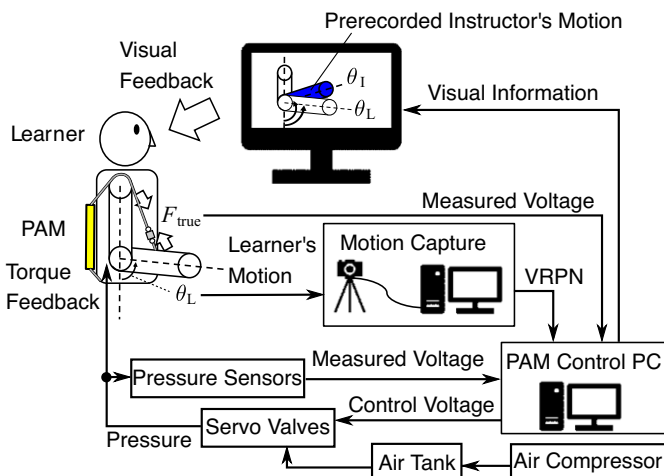 Prerecorded Instructor's Motion
Visual
Feedback
θI
θL
Visual Information
Learner
PAM
Ftrue
Measured Voltage
Learner's
Motion
Motion Capture
Torque
Feedback
θL
VRPN
Measured Voltage
PAM Control PC
Pressure Sensors
Control Voltage
Pressure
Servo Valves
Air Tank
Air Compressor